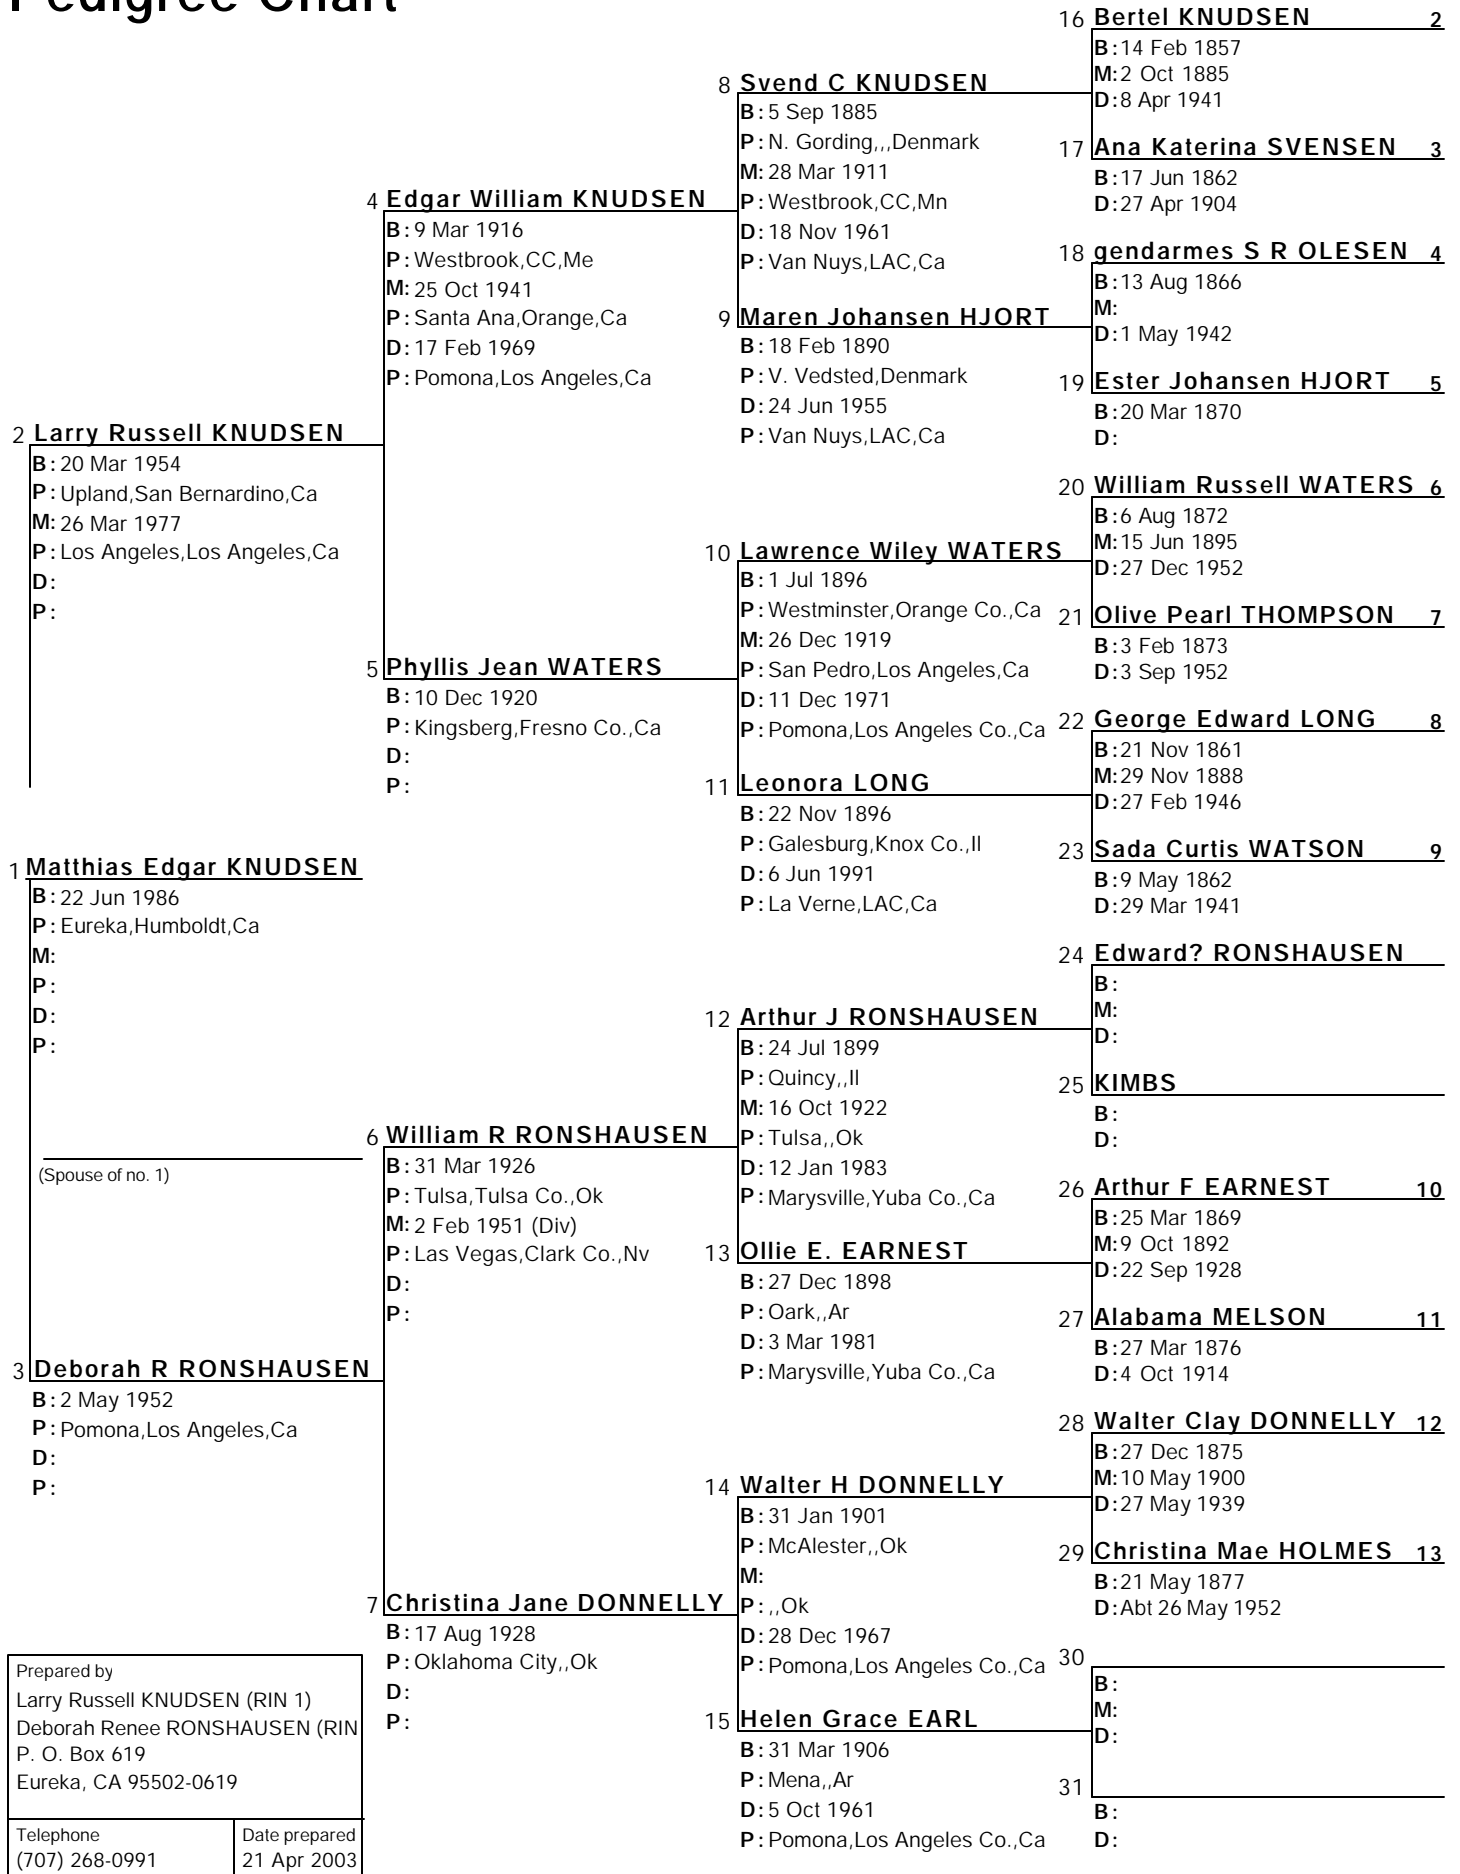 Pedigree Chart
16 Bertel KNUDSEN 2
B: 14 Feb 1857
M: 2 Oct 1885
D: 8 Apr 1941
8 Svend C KNUDSEN
B: 5 Sep 1885
P: N. Gording,,,Denmark
M: 28 Mar 1911
P: Westbrook,CC,Mn
D: 18 Nov 1961
P: Van Nuys,LAC,Ca
17 Ana Katerina SVENSEN 3
B: 17 Jun 1862
D: 27 Apr 1904
4 Edgar William KNUDSEN
B: 9 Mar 1916
P: Westbrook,CC,Me
M: 25 Oct 1941
P: Santa Ana,Orange,Ca
D: 17 Feb 1969
P: Pomona,Los Angeles,Ca
18 gendarmes S R OLESEN 4
B: 13 Aug 1866
M:
D: 1 May 1942
9 Maren Johansen HJORT
B: 18 Feb 1890
P: V. Vedsted,Denmark
D: 24 Jun 1955
P: Van Nuys,LAC,Ca
19 Ester Johansen HJORT 5
B: 20 Mar 1870
D:
2 Larry Russell KNUDSEN
B: 20 Mar 1954
P: Upland,San Bernardino,Ca
M: 26 Mar 1977
P: Los Angeles,Los Angeles,Ca
D:
P:
20 William Russell WATERS 6
B: 6 Aug 1872
M: 15 Jun 1895
D: 27 Dec 1952
10 Lawrence Wiley WATERS
B: 1 Jul 1896
P: Westminster,Orange Co.,Ca
M: 26 Dec 1919
P: San Pedro,Los Angeles,Ca
D: 11 Dec 1971
P: Pomona,Los Angeles Co.,Ca
21 Olive Pearl THOMPSON 7
B: 3 Feb 1873
D: 3 Sep 1952
5 Phyllis Jean WATERS
B: 10 Dec 1920
P: Kingsberg,Fresno Co.,Ca
D:
P:
22 George Edward LONG 8
B: 21 Nov 1861
M: 29 Nov 1888
D: 27 Feb 1946
11 Leonora LONG
B: 22 Nov 1896
P: Galesburg,Knox Co.,Il
D: 6 Jun 1991
P: La Verne,LAC,Ca
23 Sada Curtis WATSON 9
B: 9 May 1862
D: 29 Mar 1941
1 Matthias Edgar KNUDSEN
B: 22 Jun 1986
P: Eureka,Humboldt,Ca
M:
P:
D:
P:
(Spouse of no. 1)
24 Edward? RONSHAUSEN
B:
M:
D:
12 Arthur J RONSHAUSEN
B: 24 Jul 1899
P: Quincy,,Il
M: 16 Oct 1922
P: Tulsa,,Ok
D: 12 Jan 1983
P: Marysville,Yuba Co.,Ca
25 KIMBS
B:
D:
6 William R RONSHAUSEN
B: 31 Mar 1926
P: Tulsa,Tulsa Co.,Ok
M: 2 Feb 1951 (Div)
P: Las Vegas,Clark Co.,Nv
D:
P:
26 Arthur F EARNEST 10
B: 25 Mar 1869
M: 9 Oct 1892
D: 22 Sep 1928
13 Ollie E. EARNEST
B: 27 Dec 1898
P: Oark,,Ar
D: 3 Mar 1981
P: Marysville,Yuba Co.,Ca
27 Alabama MELSON 11
B: 27 Mar 1876
D: 4 Oct 1914
3 Deborah R RONSHAUSEN
B: 2 May 1952
P: Pomona,Los Angeles,Ca
D:
P:
28 Walter Clay DONNELLY 12
B: 27 Dec 1875
M: 10 May 1900
D: 27 May 1939
14 Walter H DONNELLY
B: 31 Jan 1901
P: McAlester,,Ok
M:
P: ,,Ok
D: 28 Dec 1967
P: Pomona,Los Angeles Co.,Ca
29 Christina Mae HOLMES 13
B: 21 May 1877
D: Abt 26 May 1952
7 Christina Jane DONNELLY
B: 17 Aug 1928
P: Oklahoma City,,Ok
D:
P:
30
B:
M:
D:
15 Helen Grace EARL
B: 31 Mar 1906
P: Mena,,Ar
D: 5 Oct 1961
P: Pomona,Los Angeles Co.,Ca
31
B:
D:
Prepared by
Larry Russell KNUDSEN (RIN 1)
Deborah Renee RONSHAUSEN (RIN
P. O. Box 619
Eureka, CA 95502-0619
Telephone
(707) 268-0991
Date prepared
21 Apr 2003